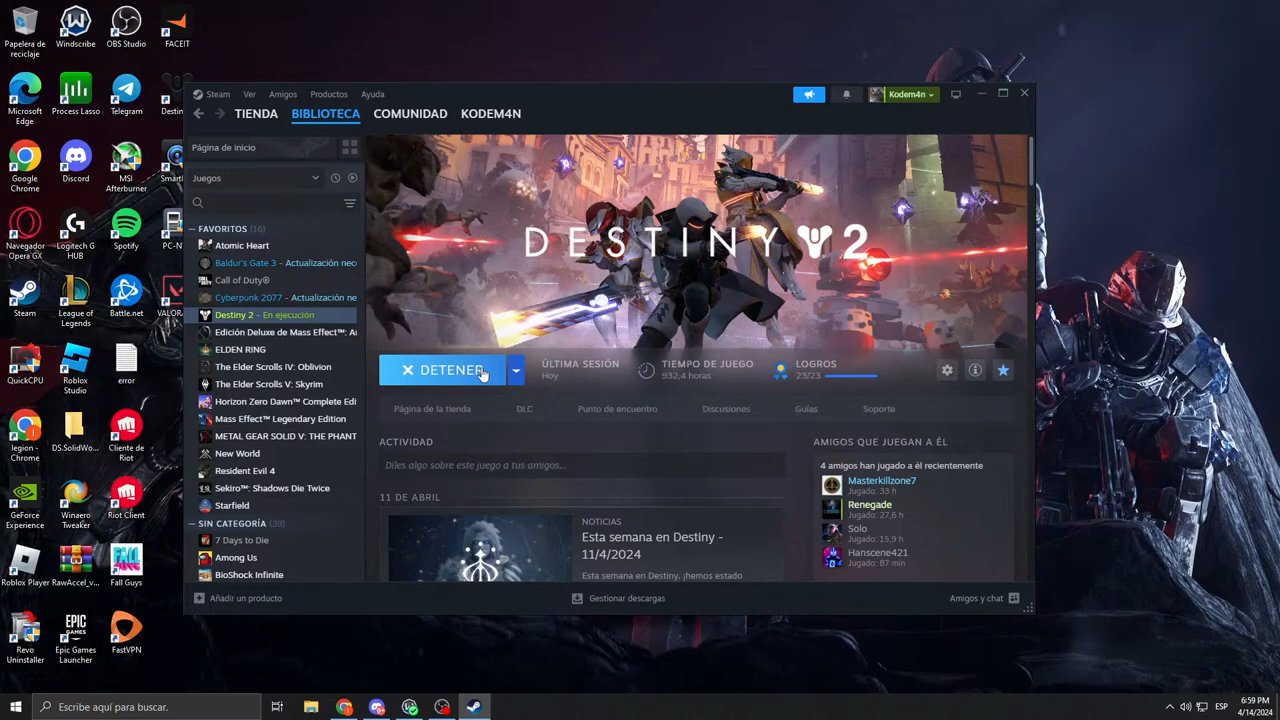 Papelera de
reciclaje
Windscribe
OBS Studio
FACEIT
Microsoft
Edge
Process Lasso
Telegram
Google
Chrome
Discord
MSI
Afterburner
Navegador
Opera GX
Logitech G
HUB
Spotify
Steam
League of
Legends
Battle.net
QuickCPU
Roblox
Studio
error
legion -
Chrome
DS.SolidWo...
Cliente de
Riot
GeForce
Experience
Winaero
Tweaker
Riot Client
Roblox Player
RawAccel_v...
Fall Guys
Revo
Uninstaller
EPIC
GAMES
Epic Games
Launcher
FastVPN
Steam
Ver
Amigos
Productos
Ayuda
Kodem4n
TIENDA
BIBLIOTECA
COMUNIDAD
KODEM4N
Página de inicio
Juegos
FAVORITOS (16)
Atomic Heart
Baldur's Gate 3 - Actualización nec
Call of Duty®
Cyberpunk 2077 - Actualización ne
Destiny 2 - En ejecución
Edición Deluxe de Mass Effect™: A
ELDEN RING
The Elder Scrolls IV: Oblivion
The Elder Scrolls V: Skyrim
Horizon Zero Dawn™ Complete Edi
Mass Effect™ Legendary Edition
METAL GEAR SOLID V: THE PHANT
New World
Resident Evil 4
Sekiro™: Shadows Die Twice
Starfield
SIN CATEGORÍA (39)
7 Days to Die
Among Us
BioShock Infinite
Añadir un producto
DESTINY 2
DETENER
ÚLTIMA SESIÓN
Hoy
TIEMPO DE JUEGO
932,4 horas
LOGROS
23/23
Página de la tienda
DLC
Punto de encuentro
Discusiones
Guías
Soporte
ACTIVIDAD
Diles algo sobre este juego a tus amigos...
11 DE ABRIL
NOTICIAS
Esta semana en Destiny -
11/4/2024
Esta semana en Destiny, ¡hemos estado
AMIGOS QUE JUEGAN A ÉL
4 amigos han jugado a él recientemente
Masterkillzone7
Jugado: 33 h
Renegade
Jugado: 27,6 h
Solo
Jugado: 15,9 h
Hanscene421
Jugado: 87 min
Gestionar descargas
Amigos y chat
Escribe aquí para buscar.
ESP
6:59 PM
4/14/2024